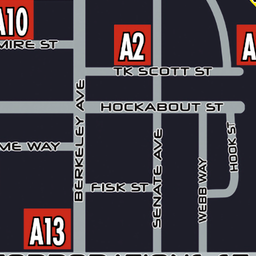 A10
MIRE ST
A2
A
TK SCOTT ST
HOCKABOUT ST
BERKELEY AVE
SENATE AVE
WEBB WAY
HOOK ST
ME WAY
FISK ST
A13